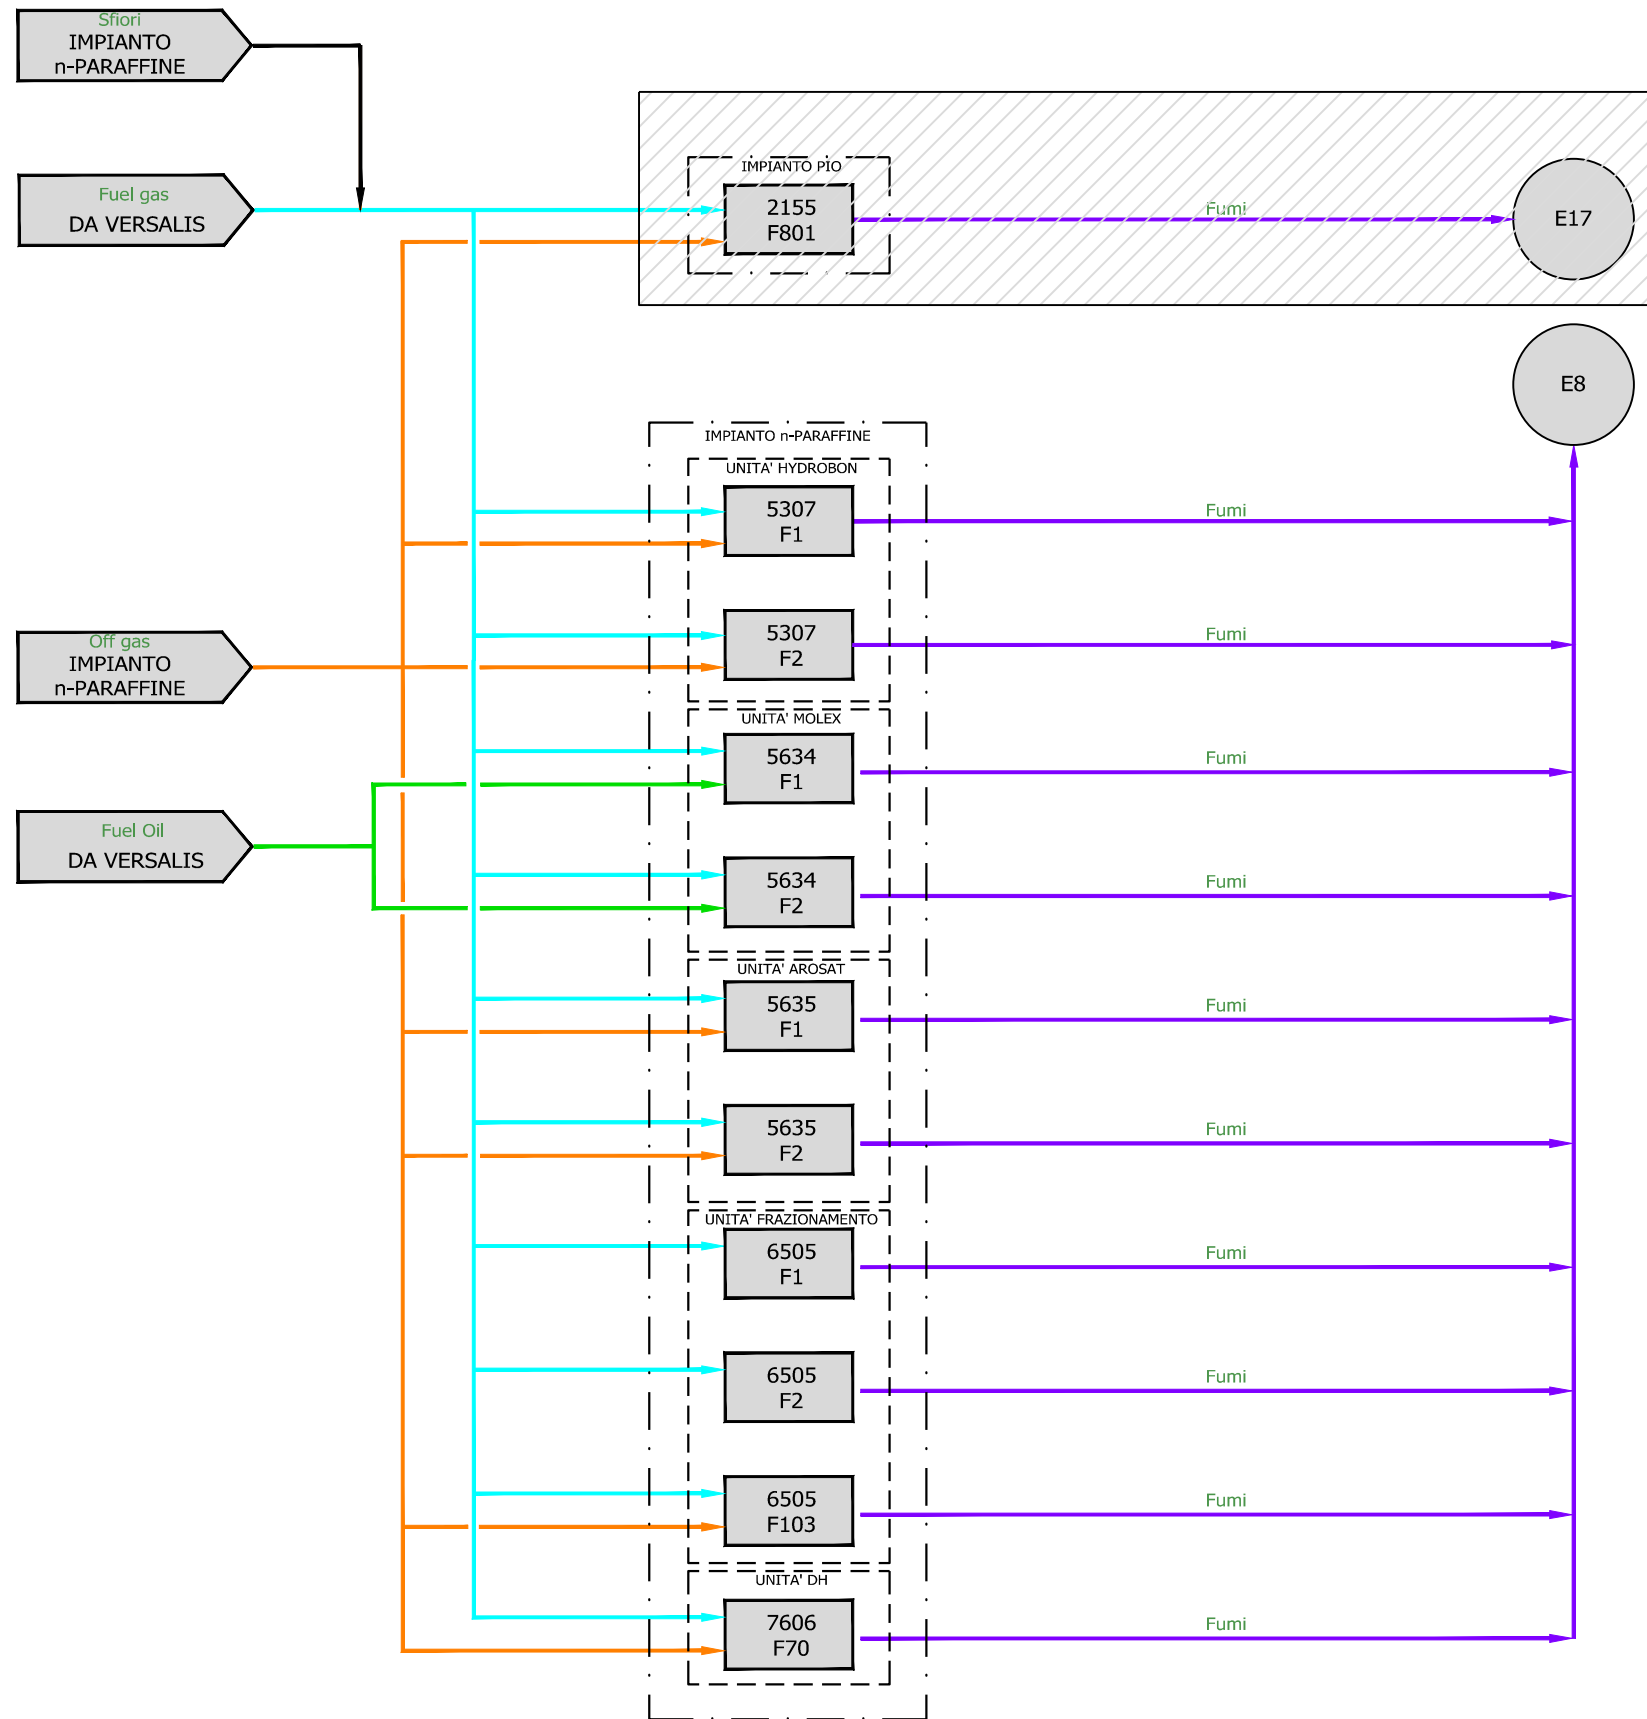 Sfiori
IMPIANTO
n-PARAFFINE
Fuel gas
DA VERSALIS
IMPIANTO PIO
2155
F801
Fumi
E17
E8
IMPIANTO n-PARAFFINE
UNITA' HYDROBON
5307
F1
Fumi
5307
F2
Fumi
Off gas
IMPIANTO
n-PARAFFINE
UNITA' MOLEX
5634
F1
Fumi
Fuel Oil
DA VERSALIS
5634
F2
Fumi
UNITA' AROSAT
5635
F1
Fumi
5635
F2
Fumi
UNITA' FRAZIONAMENTO
6505
F1
Fumi
6505
F2
Fumi
6505
F103
Fumi
UNITA' DH
7606
F70
Fumi